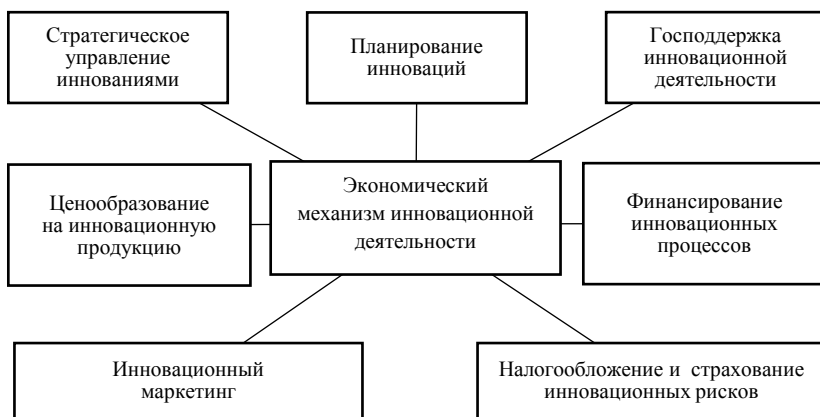 Стратегическое
управление
иннованиями
Планирование
инноваций
Господдержка
инновационной
деятельности
Ценообразование
на инновационную
продукцию
Экономический
механизм инновационной
деятельности
Финансирование
инновационных
процессов
Инновационный
маркетинг
Налогообложение и страхование
инновационных рисков